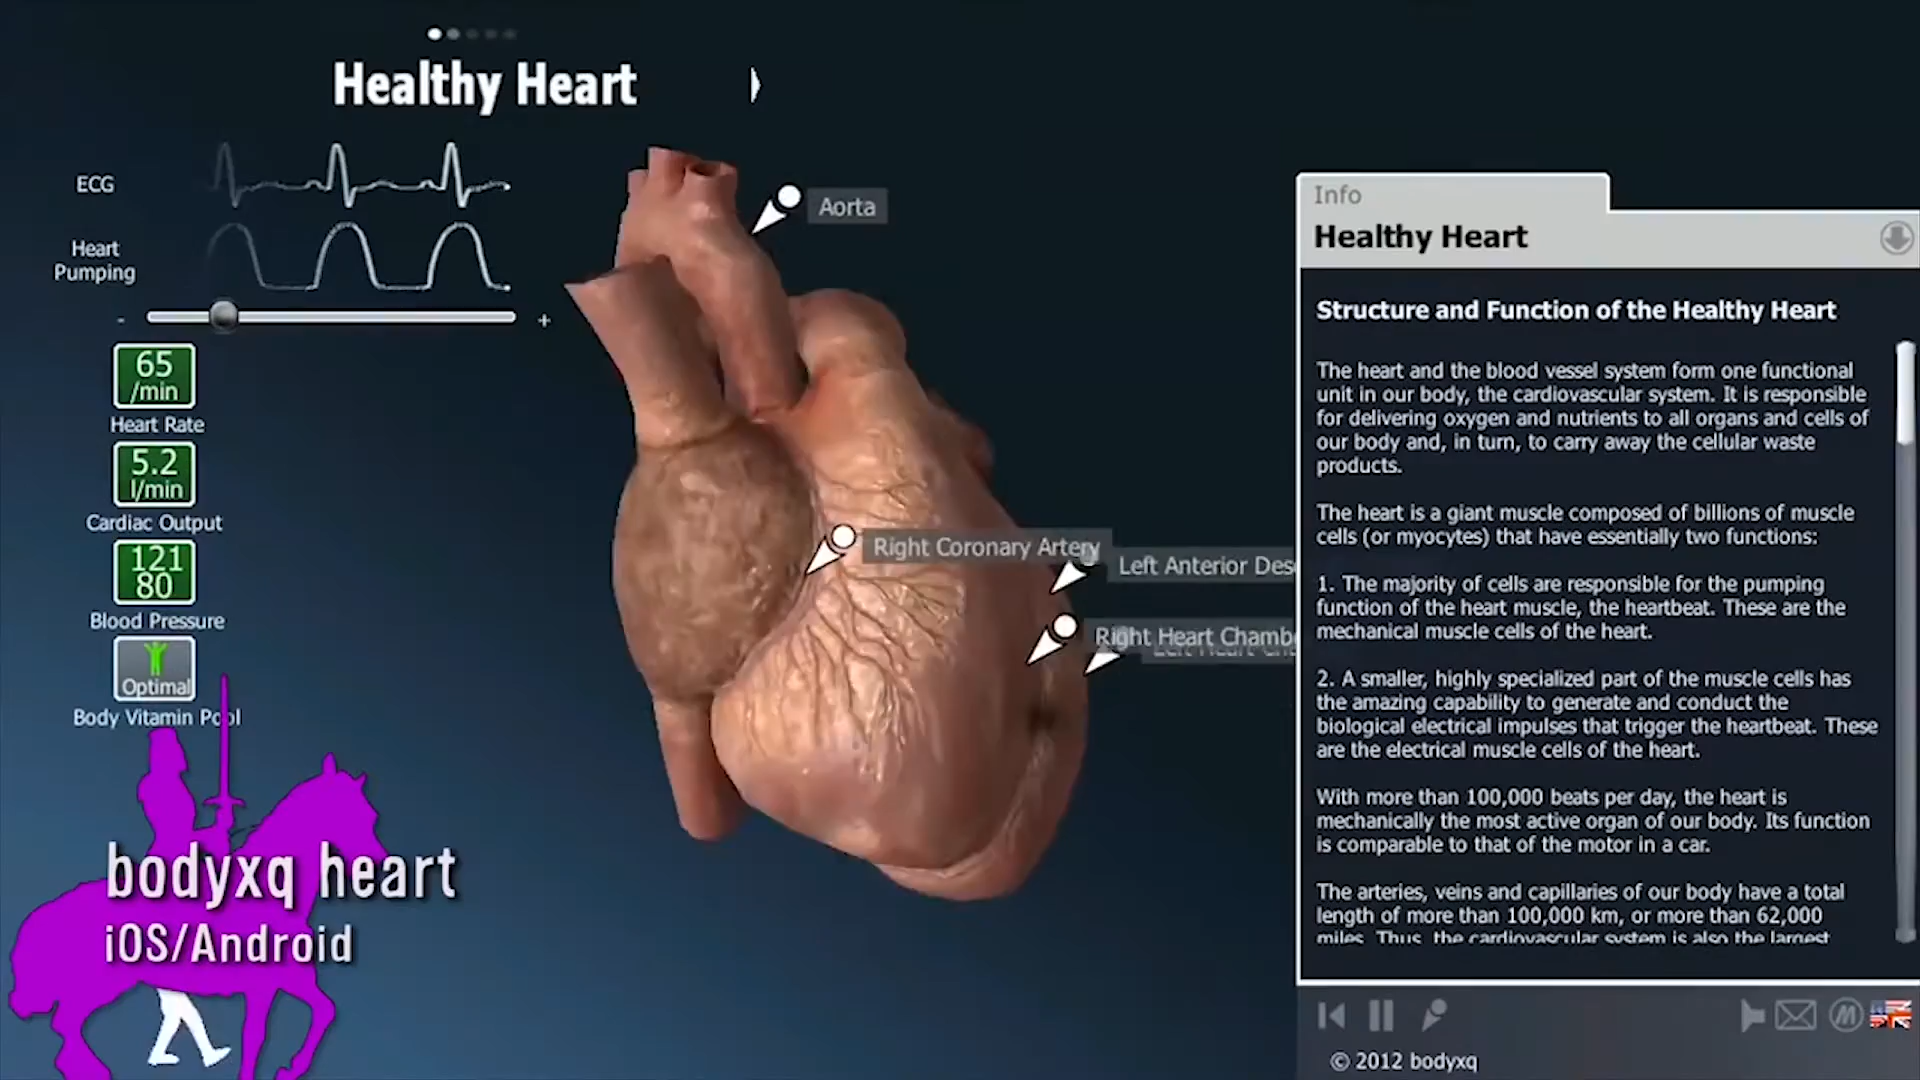 Healthy Heart
ECG
Heart
Pumping
-
+
65
/min
Heart Rate
5.2
l/min
Cardiac Output
121
80
Blood Pressure
Optimal
Body Vitamin Pool
bodyxq heart
iOS/Android
Aorta
Right Coronary Artery
Left Anterior
Right Heart
Left Heart
Info
Healthy Heart
Structure and Function of the Healthy Heart
The heart and the blood vessel system form one functional
unit in our body, the cardiovascular system. It is responsible
for delivering oxygen and nutrients to all organs and cells of
our body and, in turn, to carry away the cellular waste
products.
The heart is a giant muscle composed of billions of muscle
cells (or myocytes) that have essentially two functions:
1. The majority of cells are responsible for the pumping
function of the heart muscle, the heartbeat. These are the
mechanical muscle cells of the heart.
2. A smaller, highly specialized part of the muscle cells has
the amazing capability to generate and conduct the
biological electrical impulses that trigger the heartbeat. These
are the electrical muscle cells of the heart.
With more than 100,000 beats per day, the heart is
mechanically the most active organ of our body. Its function
is comparable to that of the motor in a car.
The arteries, veins and capillaries of our body have a total
length of more than 100,000 km, or more than 62,000
miles. Thus, the cardiovascular system is also the largest
© 2012 bodyxq